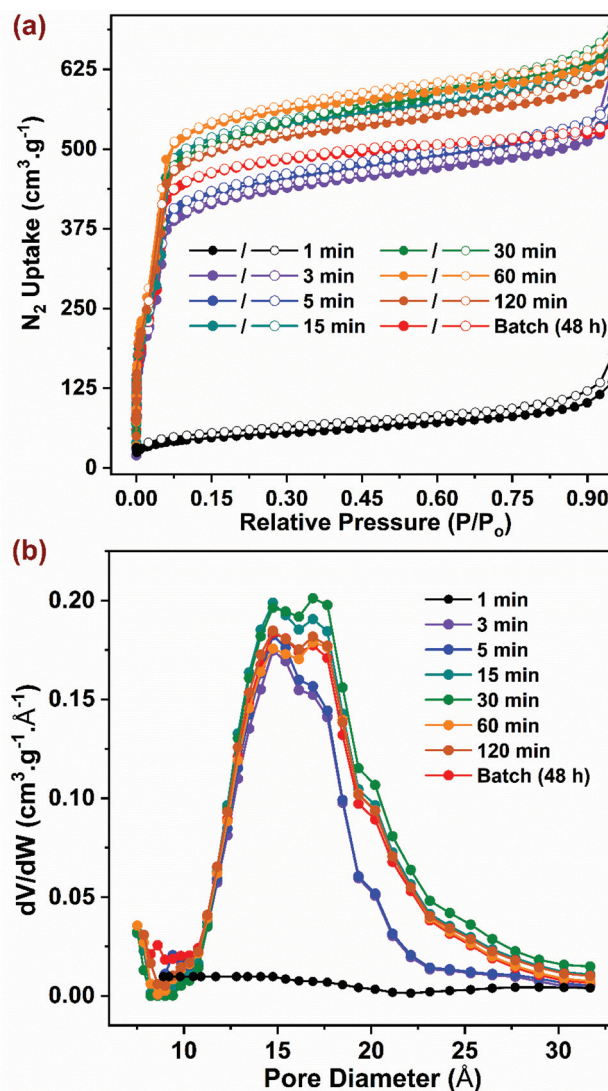 (a)
625
500
375
250
125
0
N₂ Uptake (cm³.g⁻¹)
/ 1 min
/ 3 min
/ 5 min
/ 15 min
/ 30 min
/ 60 min
/ 120 min
/ Batch (48 h)
0.00 0.15 0.30 0.45 0.60 0.75 0.90
Relative Pressure (P/Pₒ)
(b)
0.20
0.15
0.10
0.05
0.00
dV/dW (cm³.g⁻¹.Å⁻¹)
1 min
3 min
5 min
15 min
30 min
60 min
120 min
Batch (48 h)
10 15 20 25 30
Pore Diameter (Å)